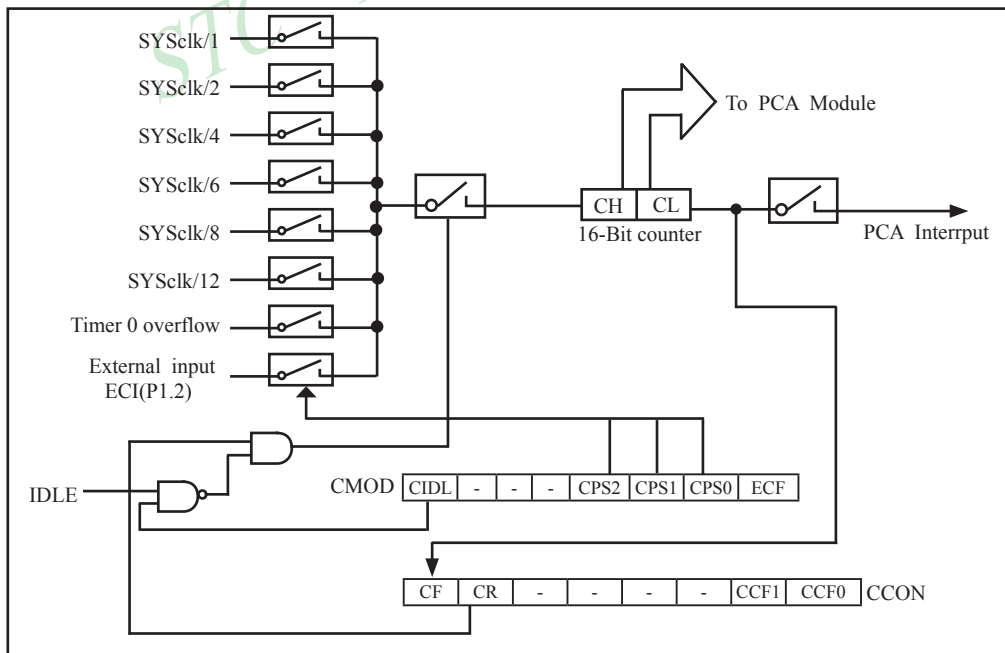 STC
SYSclk/1
SYSclk/2
SYSclk/4
SYSclk/6
SYSclk/8
SYSclk/12
Timer 0 overflow
External input
ECI(P1.2)
To PCA Module
CH CL
16-Bit counter
PCA Interrput
IDLE
CMOD CIDL - - - CPS2 CPS1 CPS0 ECF
CF CR - - - - CCF1 CCF0 CCON